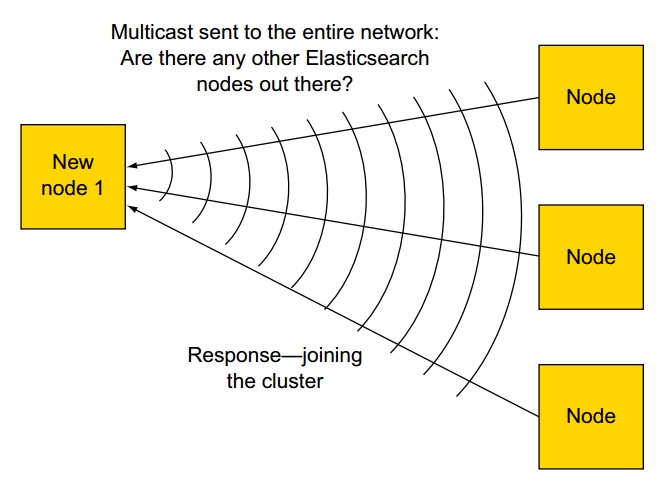 Multicast sent to the entire network:
Are there any other Elasticsearch
nodes out there?
Node
New
node 1
Node
Response—joining
the cluster
Node